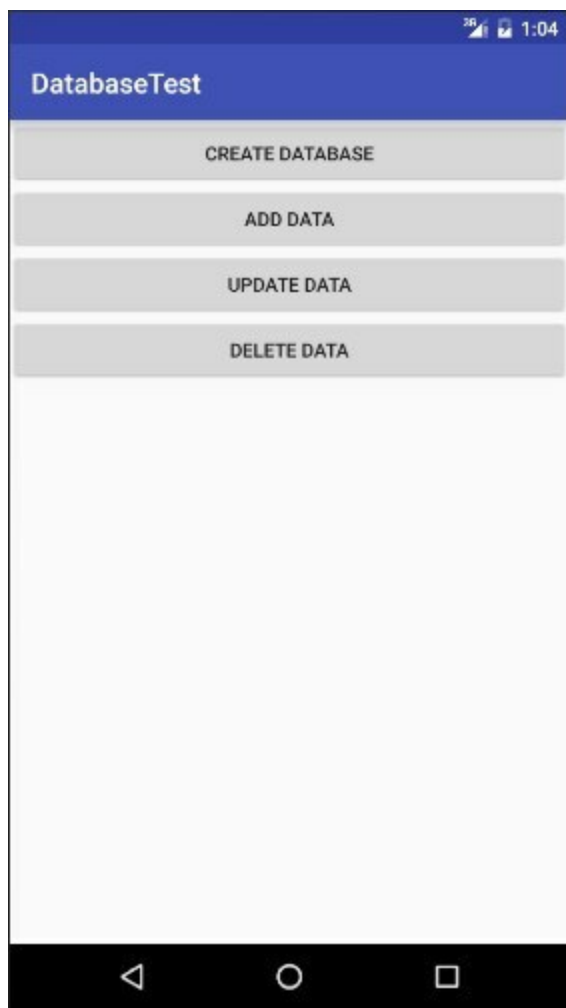 1:04
DatabaseTest
CREATE DATABASE
ADD DATA
UPDATE DATA
DELETE DATA